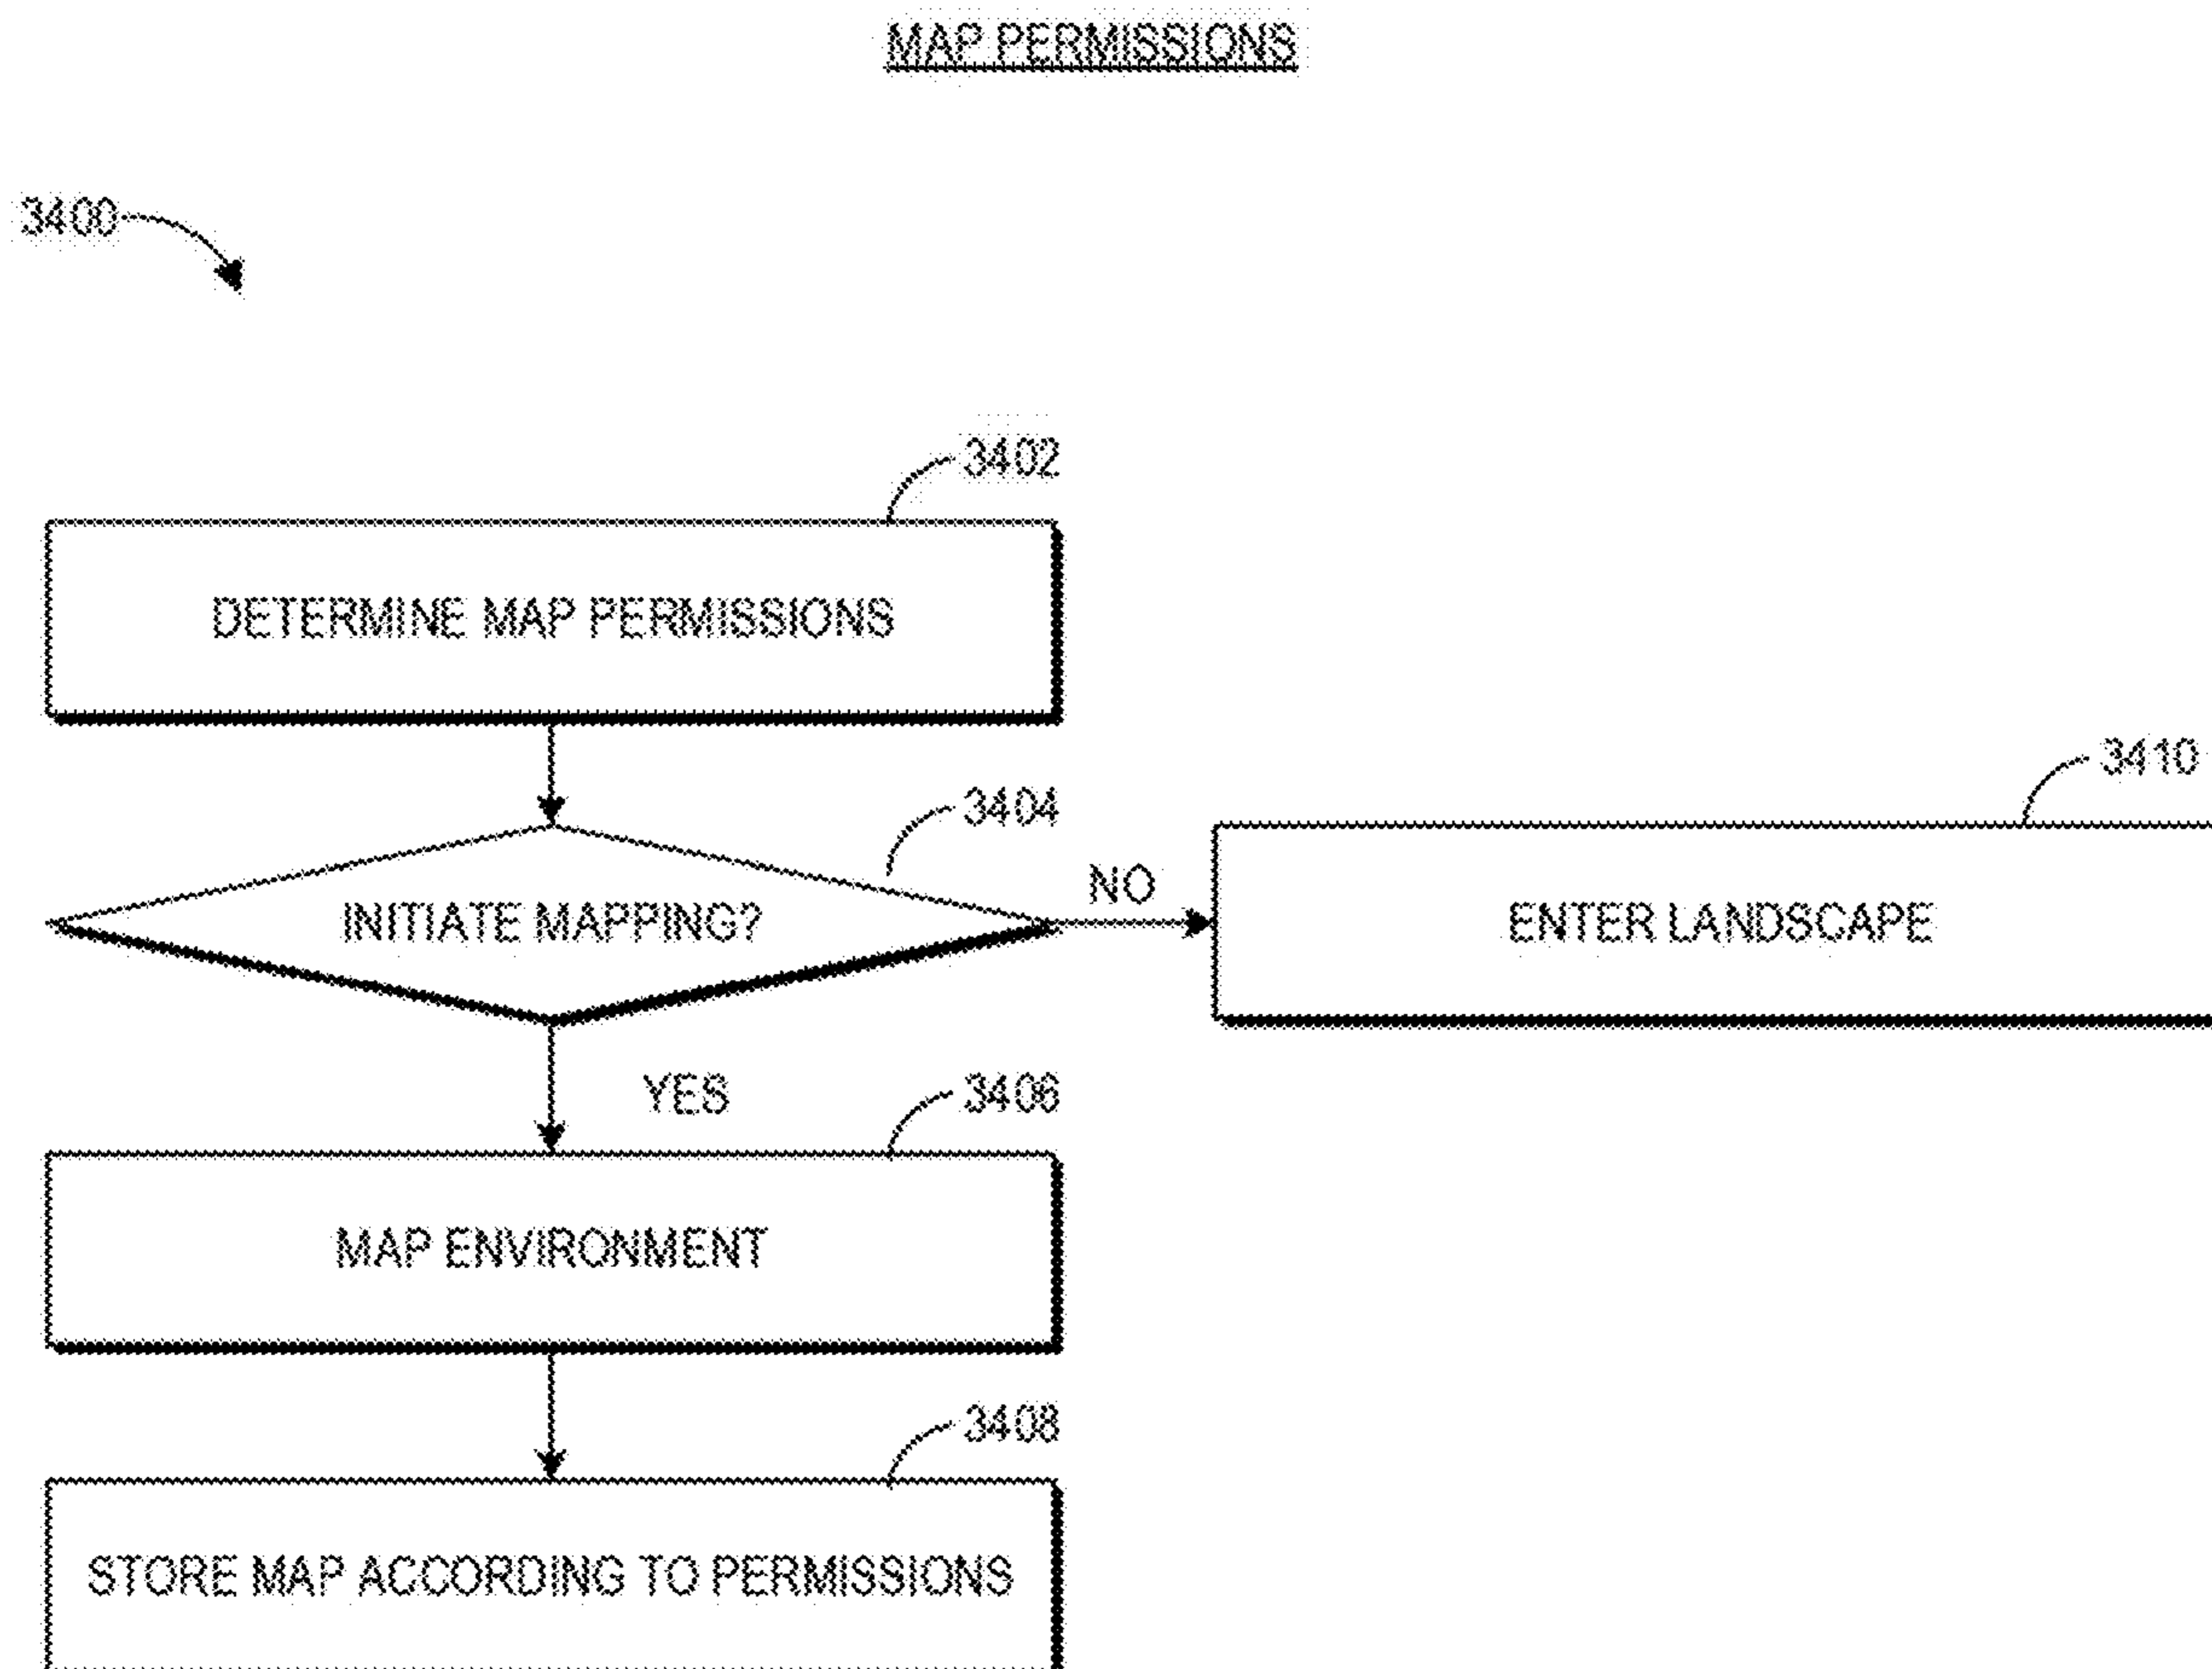 MAP PERMISSIONS
3400
3402
DETERMINE MAP PERMISSIONS
3404
INITIATE MAPPING?
NO
3410
ENTER LANDSCAPE
YES
3406
MAP ENVIRONMENT
3408
STORE MAP ACCORDING TO PERMISSIONS